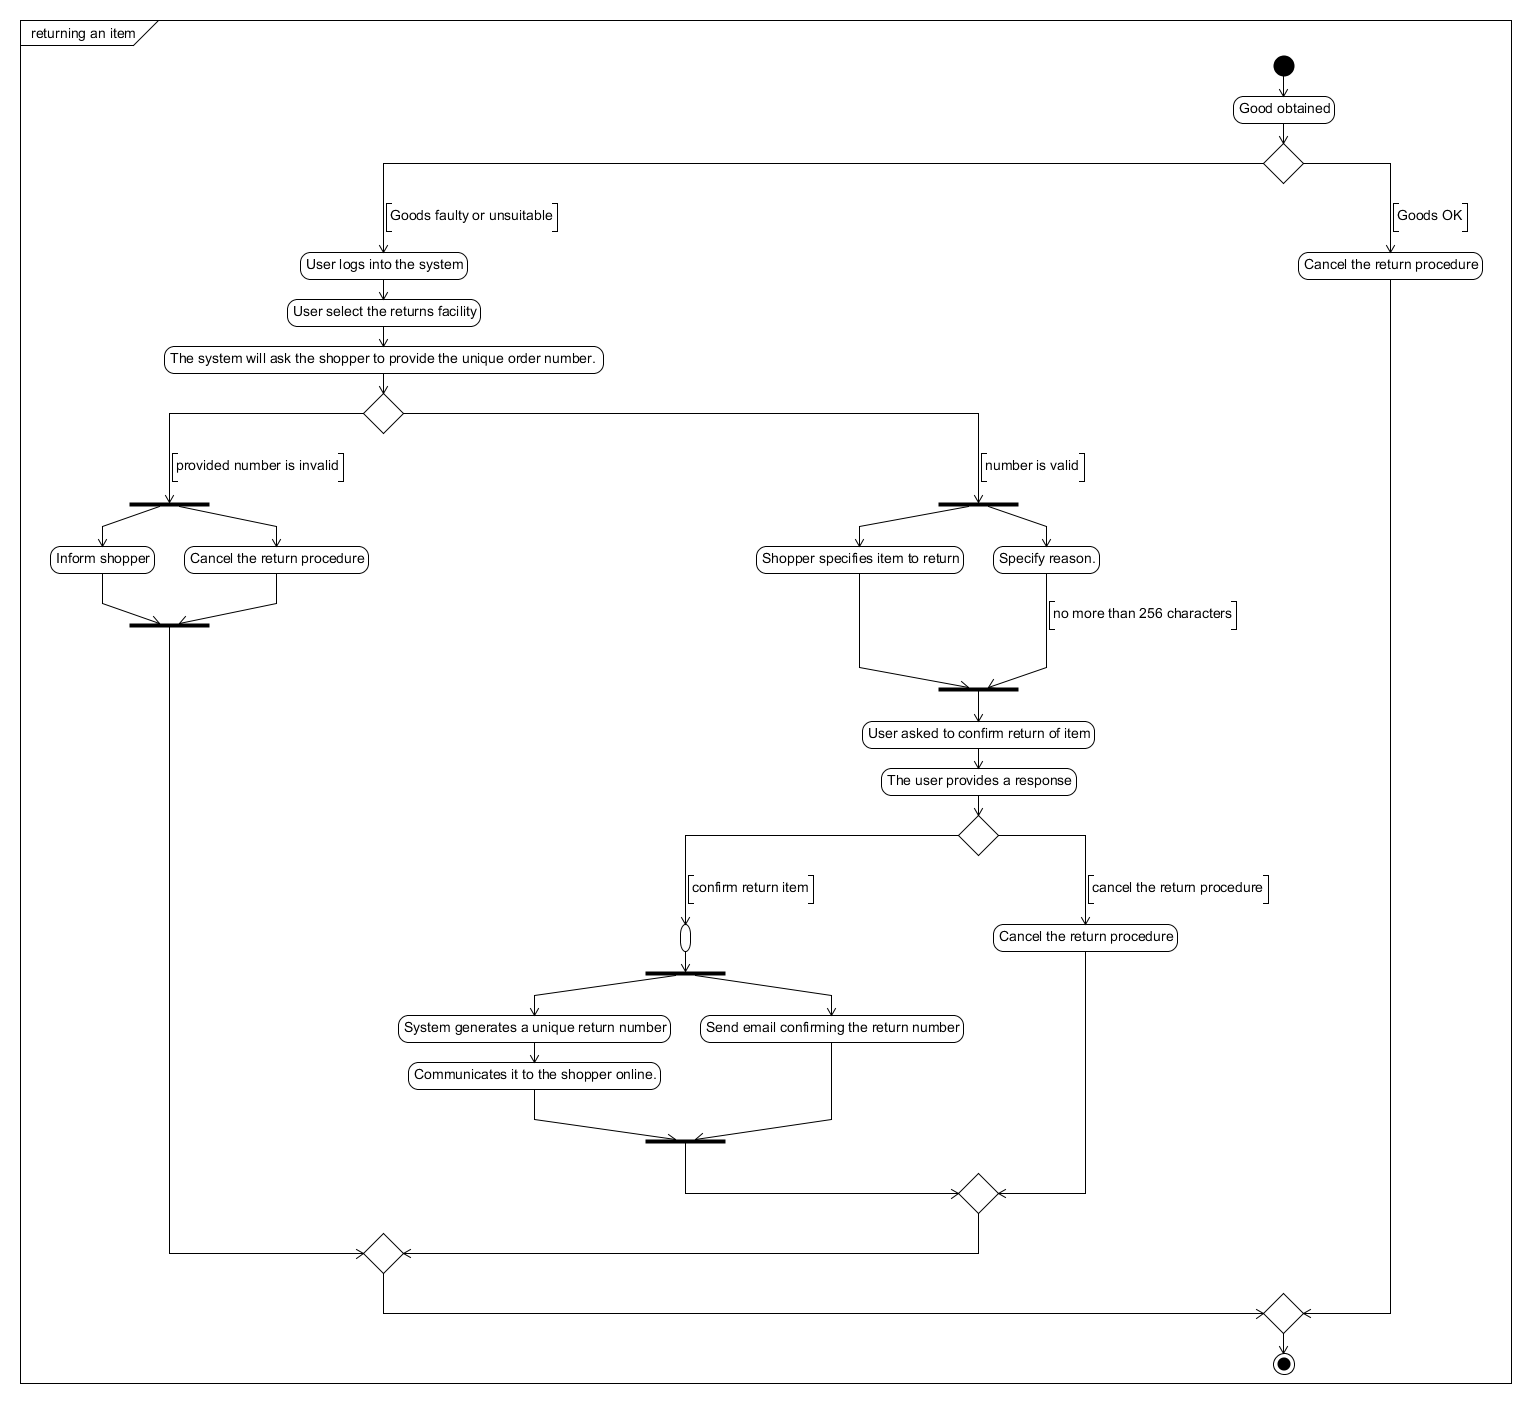 returning an item
Good obtained
Goods faulty or unsuitable
Goods OK
User logs into the system
Cancel the return procedure
User select the returns facility
The system will ask the shopper to provide the unique order number.
provided number is invalid
number is valid
Inform shopper
Cancel the return procedure
Shopper specifies item to return
Specify reason.
no more than 256 characters
User asked to confirm return of item
The user provides a response
confirm return item
cancel the return procedure
Cancel the return procedure
System generates a unique return number
Send email confirming the return number
Communicates it to the shopper online.